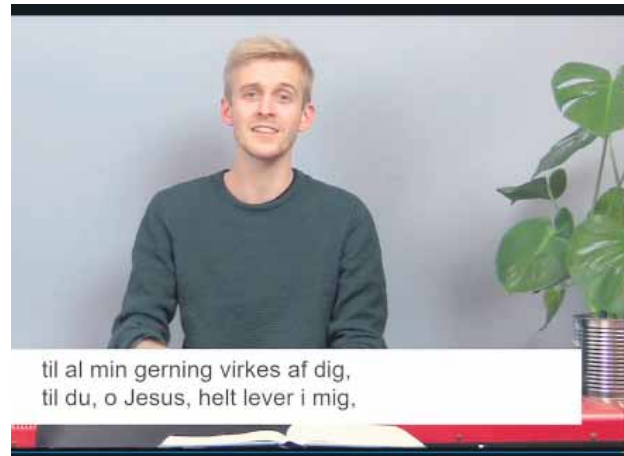 til al min gerning virkes af dig,
til du, o Jesus, helt lever i mig,